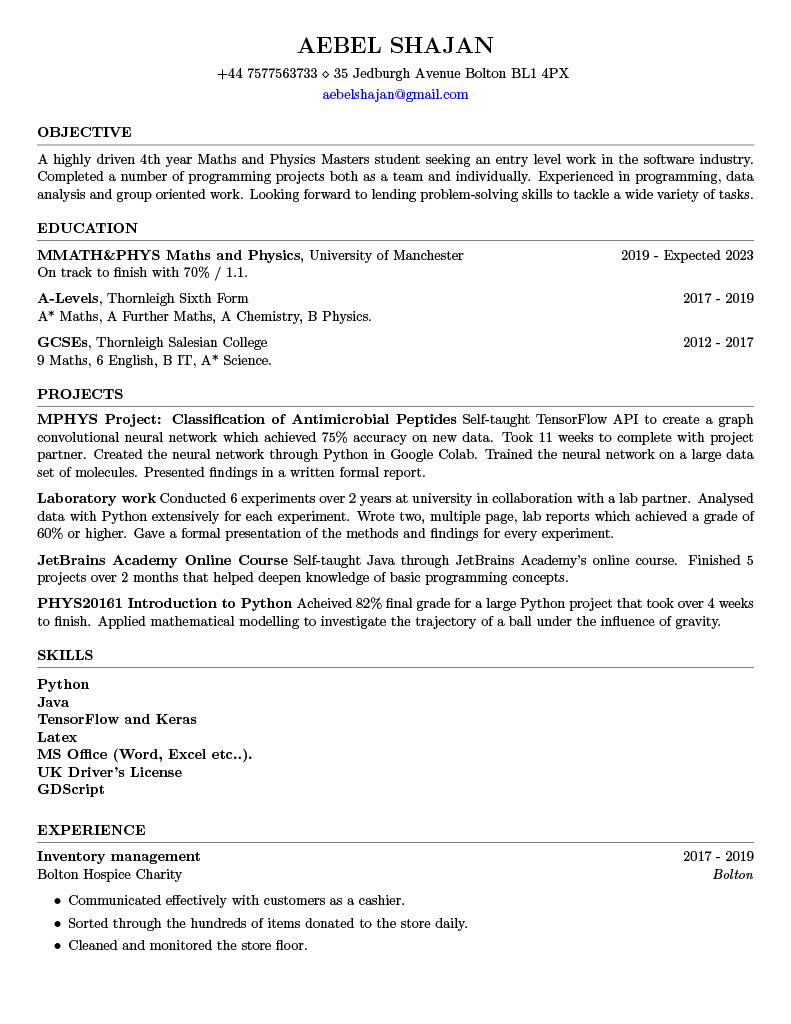 AEBEL SHAJAN
+44 7577563733 ⋄ 35 Jedburgh Avenue Bolton BL1 4PX
aebelshajan@gmail.com
OBJECTIVE
A highly driven 4th year Maths and Physics Masters student seeking an entry level work in the software industry.
Completed a number of programming projects both as a team and individually. Experienced in programming, data
analysis and group oriented work. Looking forward to lending problem-solving skills to tackle a wide variety of tasks.
EDUCATION
MMATH&PHYS Maths and Physics, University of Manchester 2019 - Expected 2023
On track to finish with 70% / 1.1.
A-Levels, Thornleigh Sixth Form 2017 - 2019
A* Maths, A Further Maths, A Chemistry, B Physics.
GCSEs, Thornleigh Salesian College 2012 - 2017
9 Maths, 6 English, B IT, A* Science.
PROJECTS
MPHYS Project: Classification of Antimicrobial Peptides Self-taught TensorFlow API to create a graph
convolutional neural network which achieved 75% accuracy on new data. Took 11 weeks to complete with project
partner. Created the neural network through Python in Google Colab. Trained the neural network on a large data
set of molecules. Presented findings in a written formal report.
Laboratory work Conducted 6 experiments over 2 years at university in collaboration with a lab partner. Analysed
data with Python extensively for each experiment. Wrote two, multiple page, lab reports which achieved a grade of
60% or higher. Gave a formal presentation of the methods and findings for every experiment.
JetBrains Academy Online Course Self-taught Java through JetBrains Academy's online course. Finished 5
projects over 2 months that helped deepen knowledge of basic programming concepts.
PHYS20161 Introduction to Python Acheived 82% final grade for a large Python project that took over 4 weeks
to finish. Applied mathematical modelling to investigate the trajectory of a ball under the influence of gravity.
SKILLS
Python
Java
TensorFlow and Keras
Latex
MS Office (Word, Excel etc..).
UK Driver's License
GDScript
EXPERIENCE
Inventory management 2017 - 2019
Bolton Hospice Charity Bolton
• Communicated effectively with customers as a cashier.
• Sorted through the hundreds of items donated to the store daily.
• Cleaned and monitored the store floor.